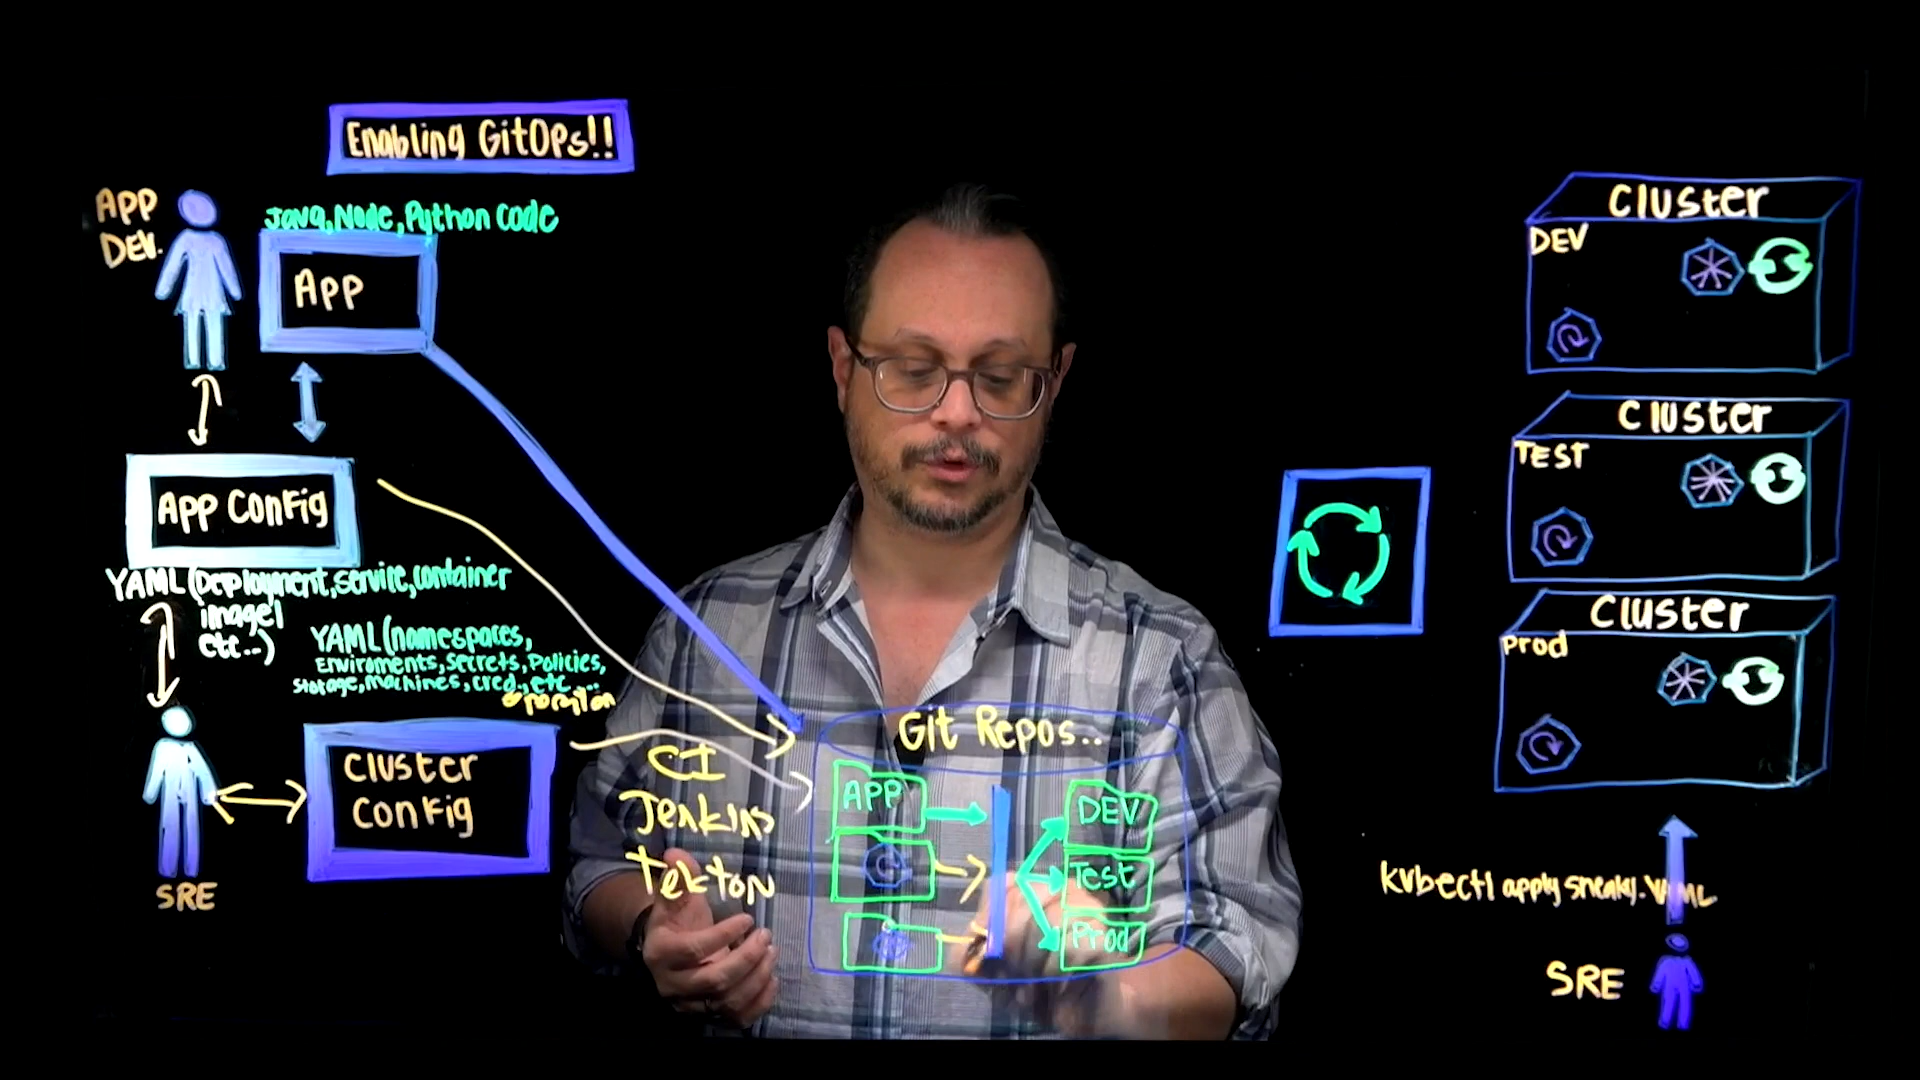 Enabling GitOps!!
APP
DEV.
Java, Node, Python code
App
App Config
YAML (Deployment, service, container
image
etc..)
YAML (namespaces,
Enviroments, secrets, Policies,
storage, machines, cred., etc...
Cluster
Config
SRE
CI
Jenkins
tekton
Git Repos..
APP
DEV
Test
Prod
Cluster
DEV
Cluster
TEST
Cluster
Prod
kubectl apply sneaky.YAML
SRE